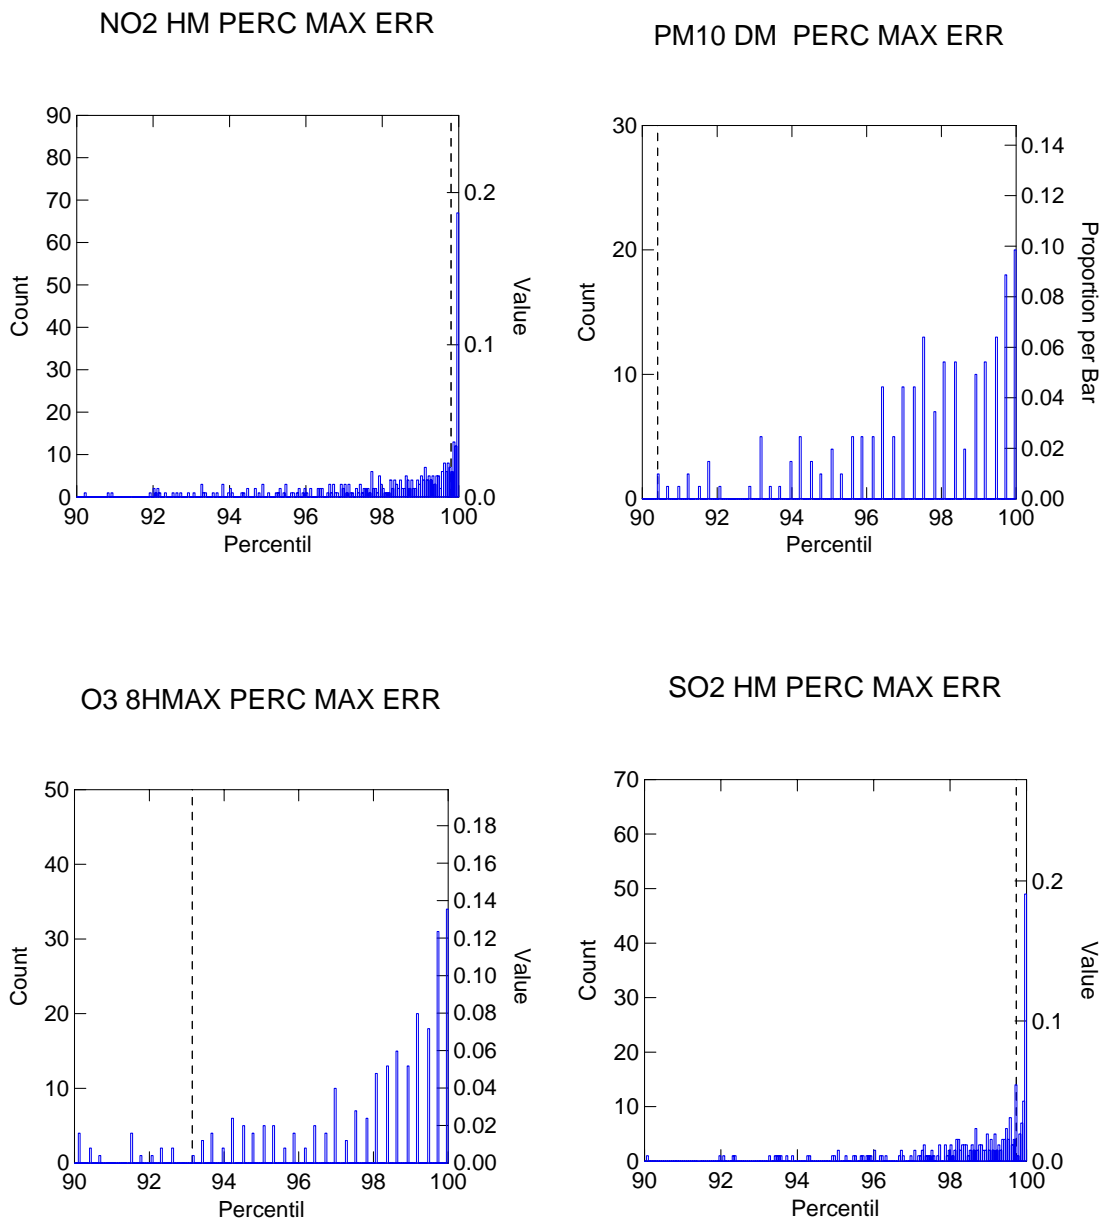 NO2 HM PERC MAX ERR
90
80
70
60
50
40
30
20
10
0
Count
0.2
0.1
0.0
Value
90 92 94 96 98 100
Percentil
PM10 DM  PERC MAX ERR
30
20
10
0
Count
0.14
0.12
0.10
0.08
0.06
0.04
0.02
0.00
Proportion per Bar
90 92 94 96 98 100
Percentil
O3 8HMAX PERC MAX ERR
50
40
30
20
10
0
Count
0.18
0.16
0.14
0.12
0.10
0.08
0.06
0.04
0.02
0.00
Value
90 92 94 96 98 100
Percentil
SO2 HM PERC MAX ERR
70
60
50
40
30
20
10
0
Count
0.2
0.1
0.0
Value
90 92 94 96 98 100
Percentil